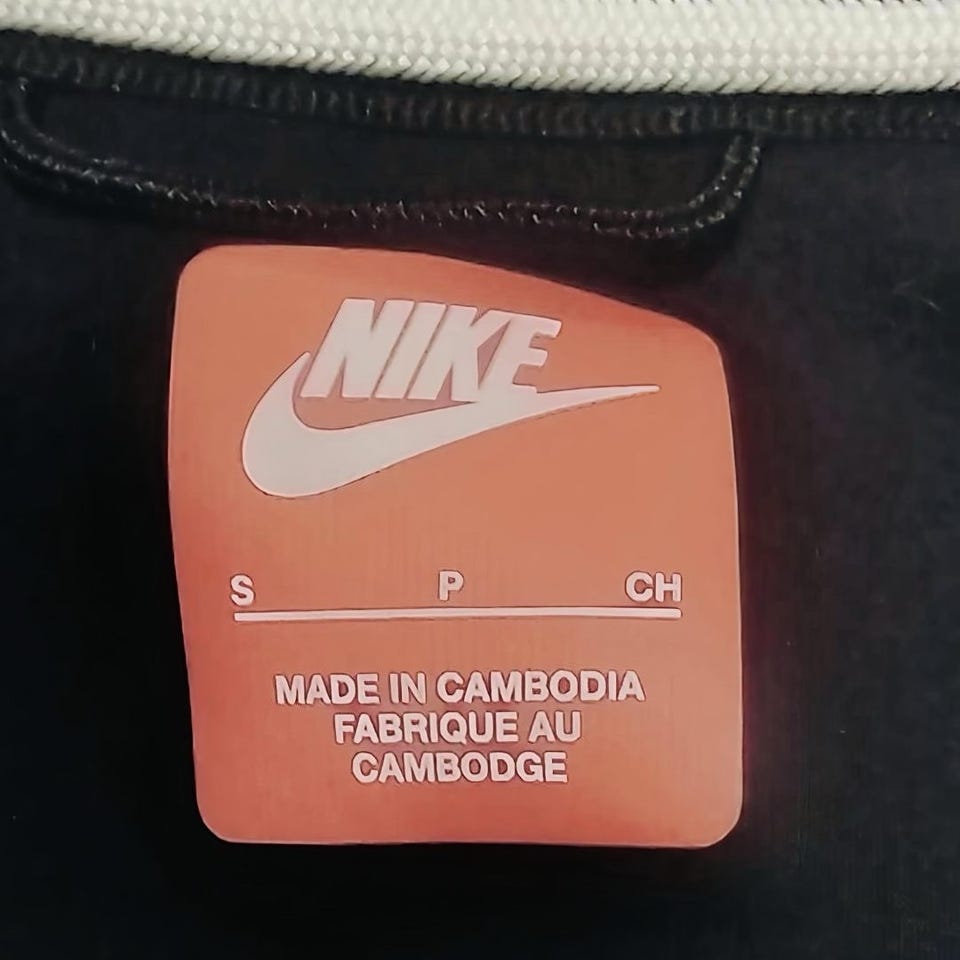 NIKE
S P CH
MADE IN CAMBODIA
FABRIQUE AU
CAMBODGE